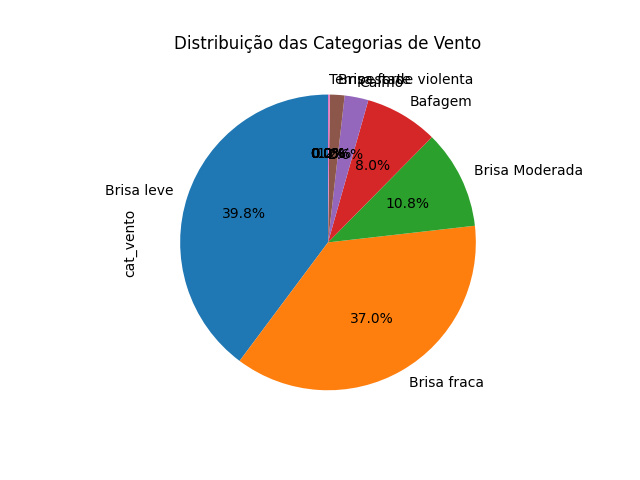 Distribuição das Categorias de Vento
Calmo
Bafagem
Brisa Moderada
Brisa leve
Brisa fraca
cat_vento
39.8%
37.0%
10.8%
8.0%